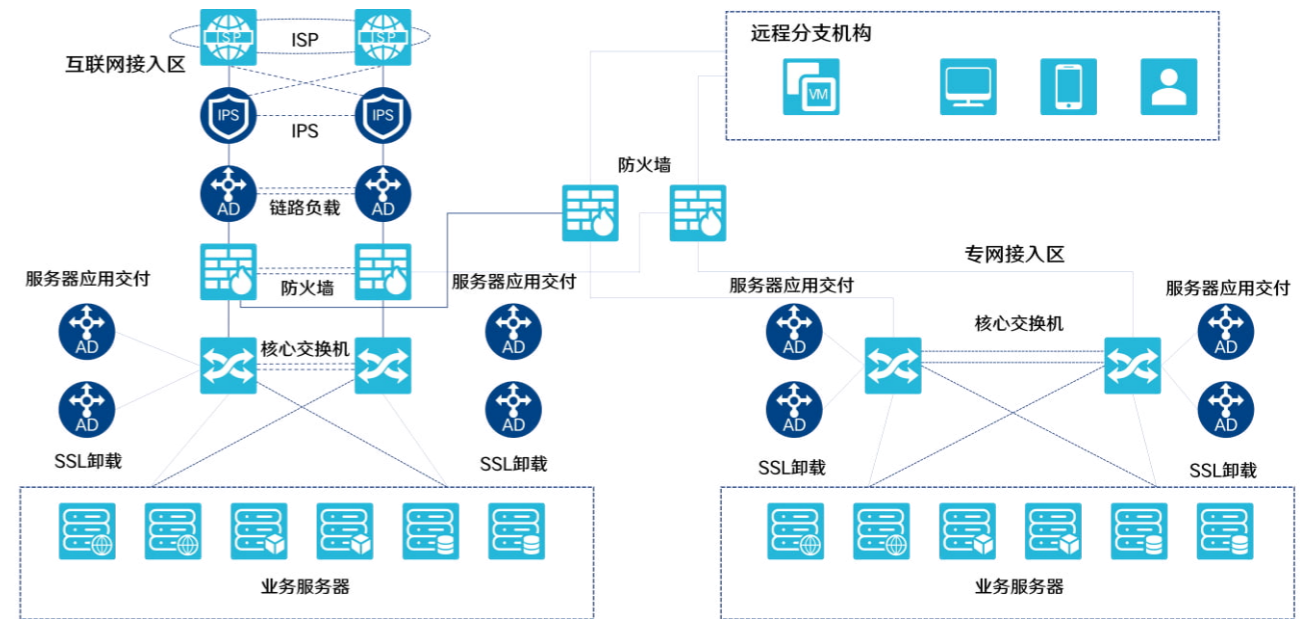 ISP
ISP
ISP
互联网接入区
IPS
IPS
IPS
AD
AD
链路负载
防火墙
远程分支机构
VM
防火墙
专网接入区
服务器应用交付
AD
AD
SSL卸载
核心交换机
服务器应用交付
AD
AD
SSL卸载
业务服务器
服务器应用交付
AD
AD
SSL卸载
核心交换机
服务器应用交付
AD
AD
SSL卸载
业务服务器